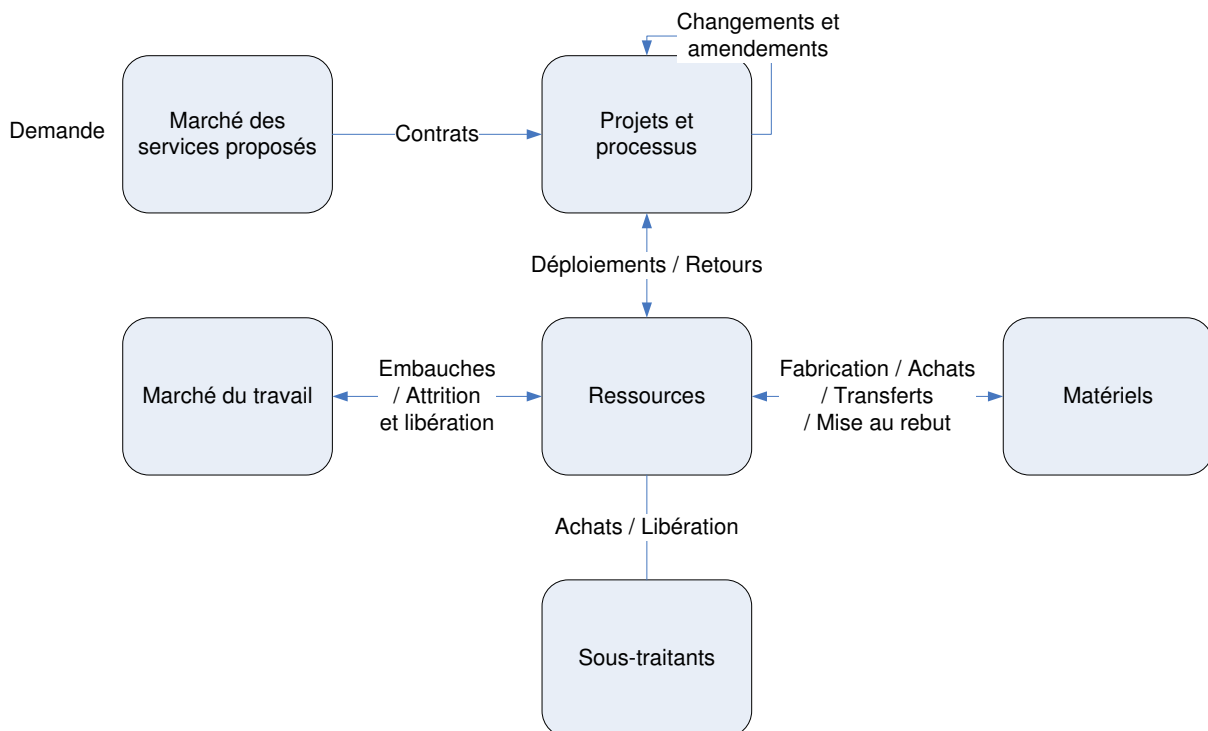 Changements et
amendements
Demande
Marché des
services proposés
Contrats
Projets et
processus
Déploiements / Retours
Marché du travail
Embauches
/ Attrition
et libération
Ressources
Fabrication / Achats
/ Transferts
/ Mise au rebut
Matériels
Achats / Libération
Sous-traitants